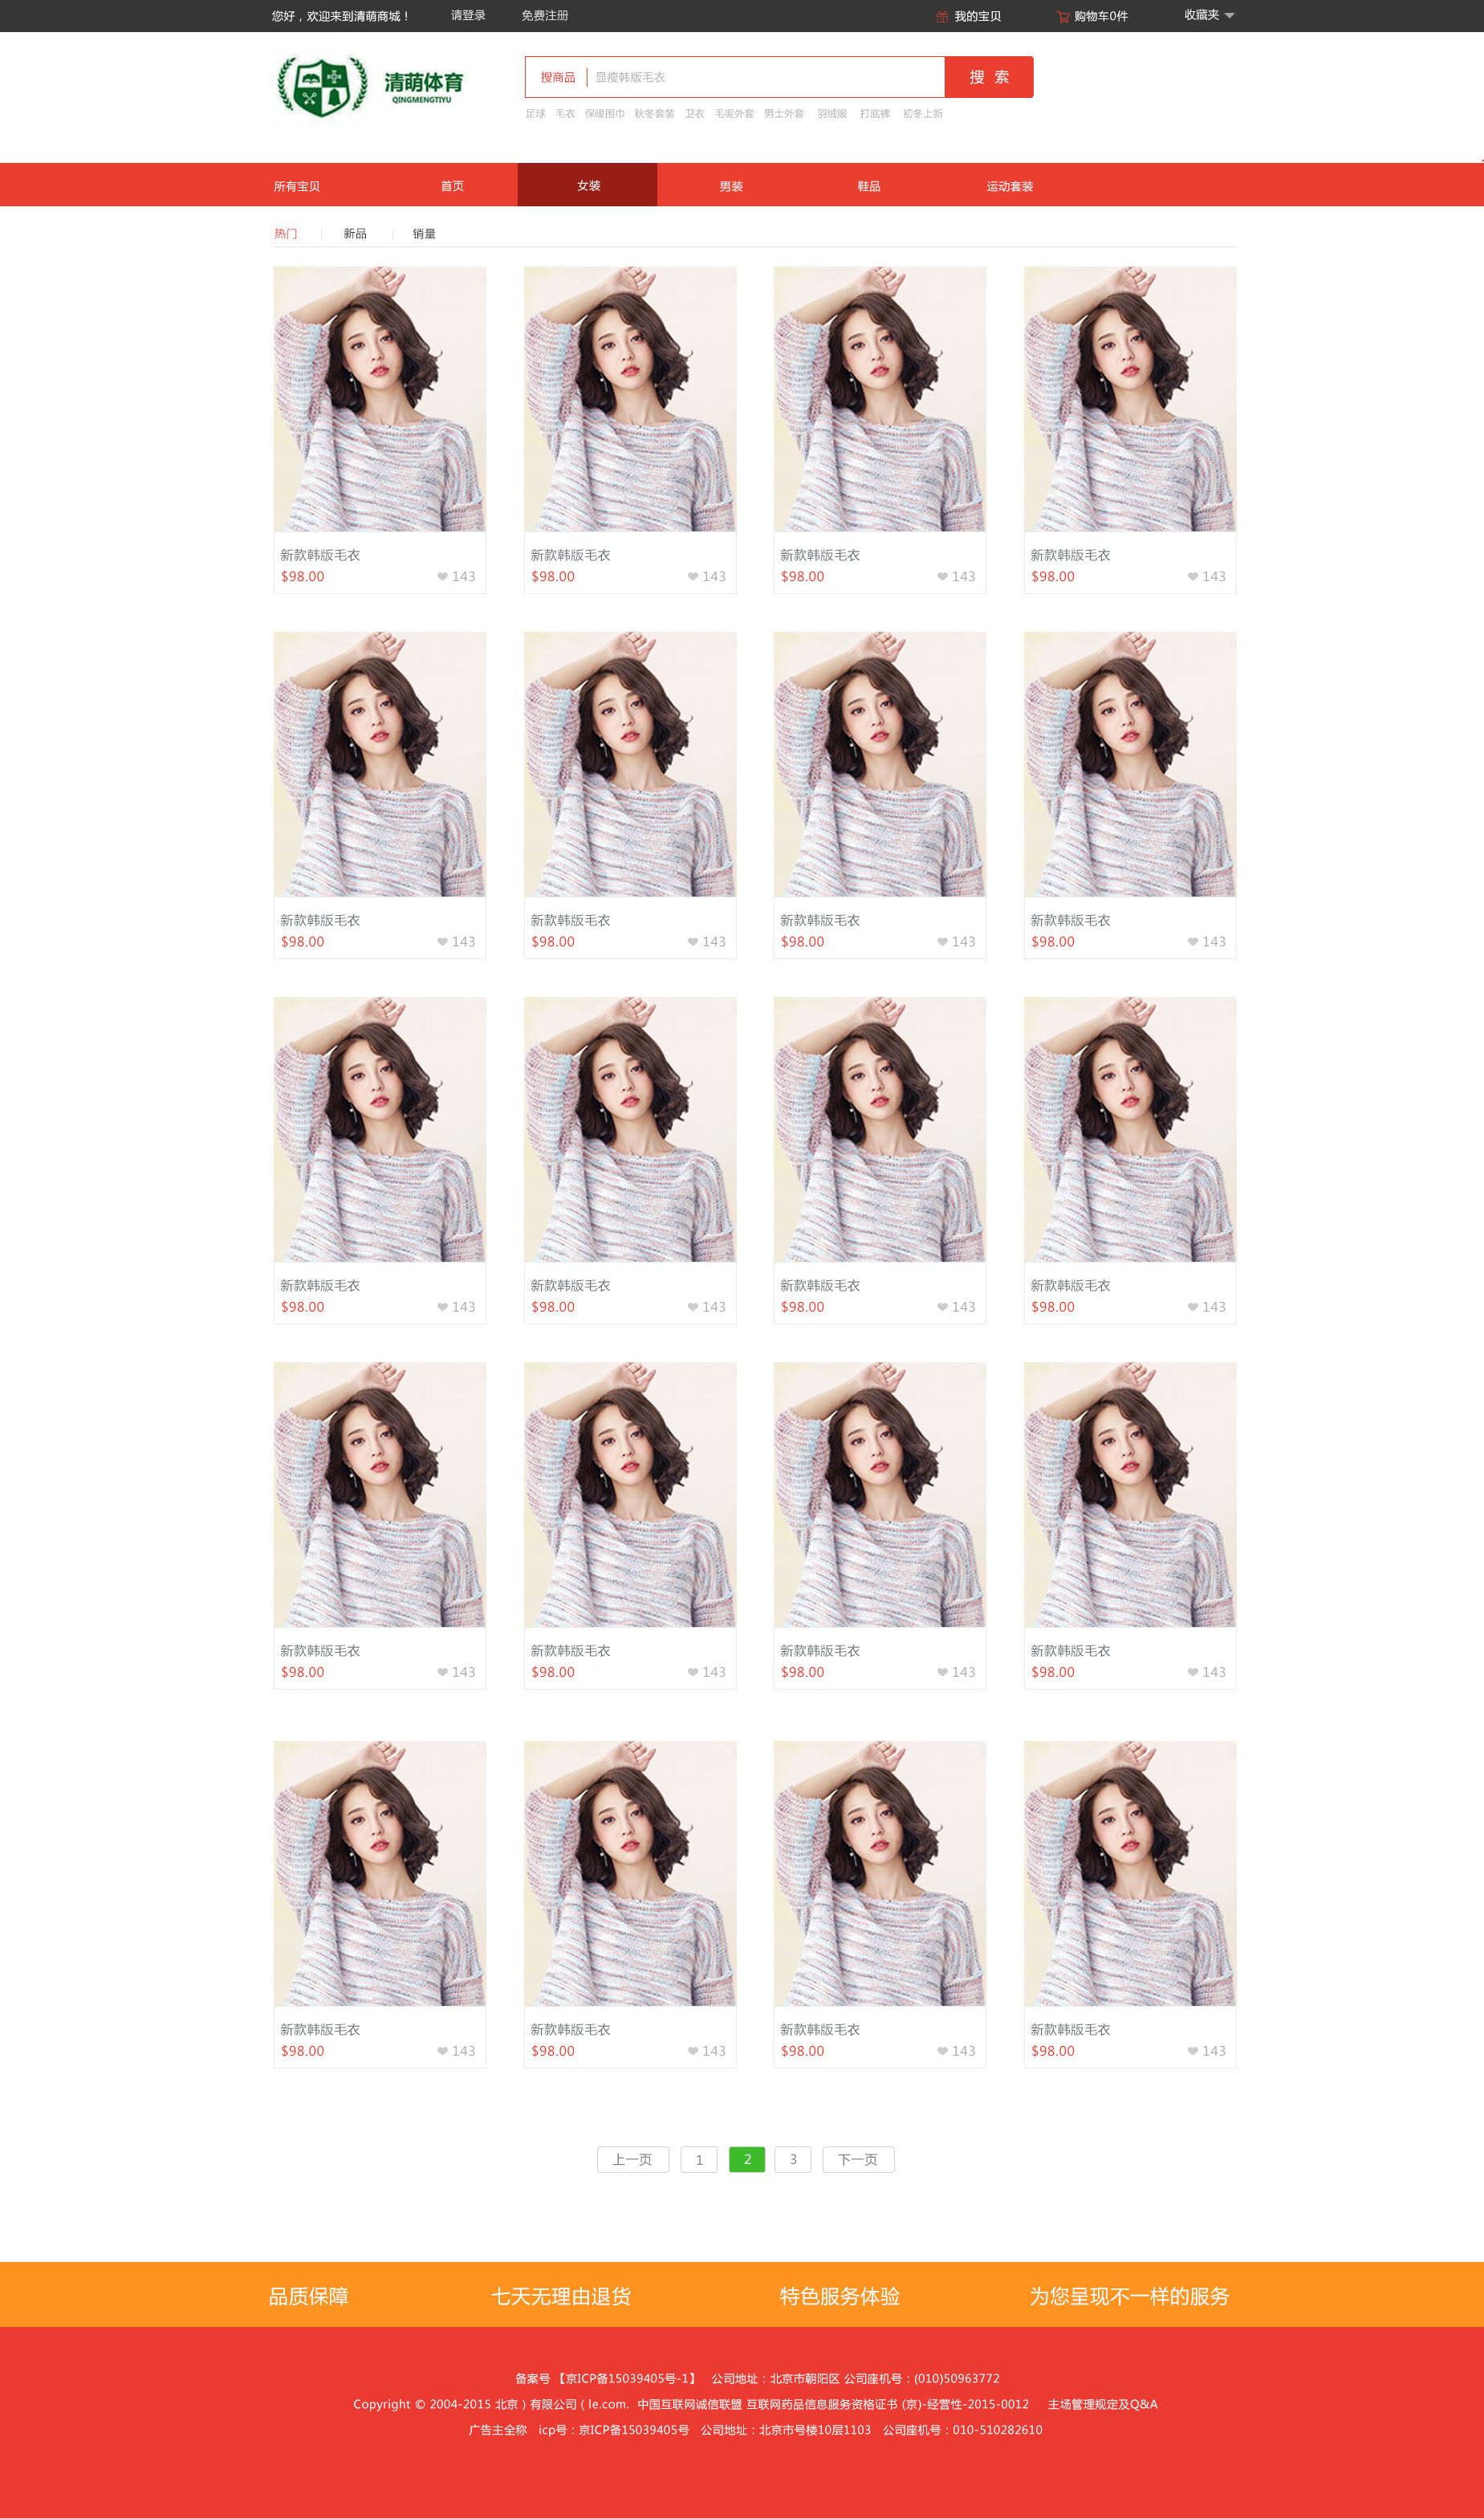 您好，欢迎来到清萌商城！ 请登录 免费注册 我的宝贝 购物车0件 收藏夹
清萌体育
QINGMENGTIYU
搜商品 显瘦韩版毛衣 搜 索
足球 毛衣 保暖围巾 秋冬套装 卫衣 毛呢外套 男士外套 羽绒服 打底裤 初冬上新
所有宝贝 首页 女装 男装 鞋品 运动套装
热门 新品 销量
新款韩版毛衣 新款韩版毛衣 新款韩版毛衣 新款韩版毛衣
$98.00 143 $98.00 143 $98.00 143 $98.00 143
新款韩版毛衣 新款韩版毛衣 新款韩版毛衣 新款韩版毛衣
$98.00 143 $98.00 143 $98.00 143 $98.00 143
新款韩版毛衣 新款韩版毛衣 新款韩版毛衣 新款韩版毛衣
$98.00 143 $98.00 143 $98.00 143 $98.00 143
新款韩版毛衣 新款韩版毛衣 新款韩版毛衣 新款韩版毛衣
$98.00 143 $98.00 143 $98.00 143 $98.00 143
新款韩版毛衣 新款韩版毛衣 新款韩版毛衣 新款韩版毛衣
$98.00 143 $98.00 143 $98.00 143 $98.00 143
上一页 1 2 3 下一页
品质保障 七天无理由退货 特色服务体验 为您呈现不一样的服务
备案号 【京ICP备15039405号-1】 公司地址：北京市朝阳区 公司座机号：(010)50963772
Copyright © 2004-2015 北京）有限公司（le.com. 中国互联网诚信联盟 互联网药品信息服务资格证书 (京)-经营性-2015-0012 主场管理规定及Q&A
广告主全称 icp号：京ICP备15039405号 公司地址：北京市号楼10层1103 公司座机号：010-510282610